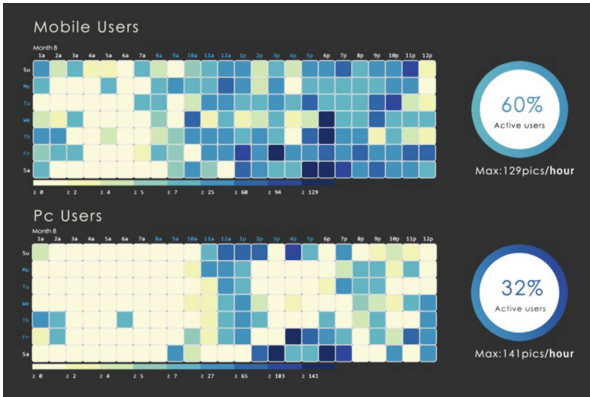 Mobile Users
Month 8
1a 2a 3a 4a 5a 6a 7a 8a 9a 10a 11a 12a 1p 2p 3p 4p 5p 6p 7p 8p 9p 10p 11p 12p
Su
Mo
Tu
We
Th
Fr
Sa
≥ 0 ≥ 2 ≥ 5 ≥ 7 ≥ 25 ≥ 60 ≥ 94 ≥ 129
60%
Active users
Max:129pics/hour
Pc Users
Month 8
1a 2a 3a 4a 5a 6a 7a 8a 9a 10a 11a 12a 1p 2p 3p 4p 5p 6p 7p 8p 9p 10p 11p 12p
Su
Mo
Tu
We
Th
Fr
Sa
≥ 0 ≥ 2 ≥ 4 ≥ 7 ≥ 27 ≥ 65 ≥ 103 ≥ 141
32%
Active users
Max:141pics/hour